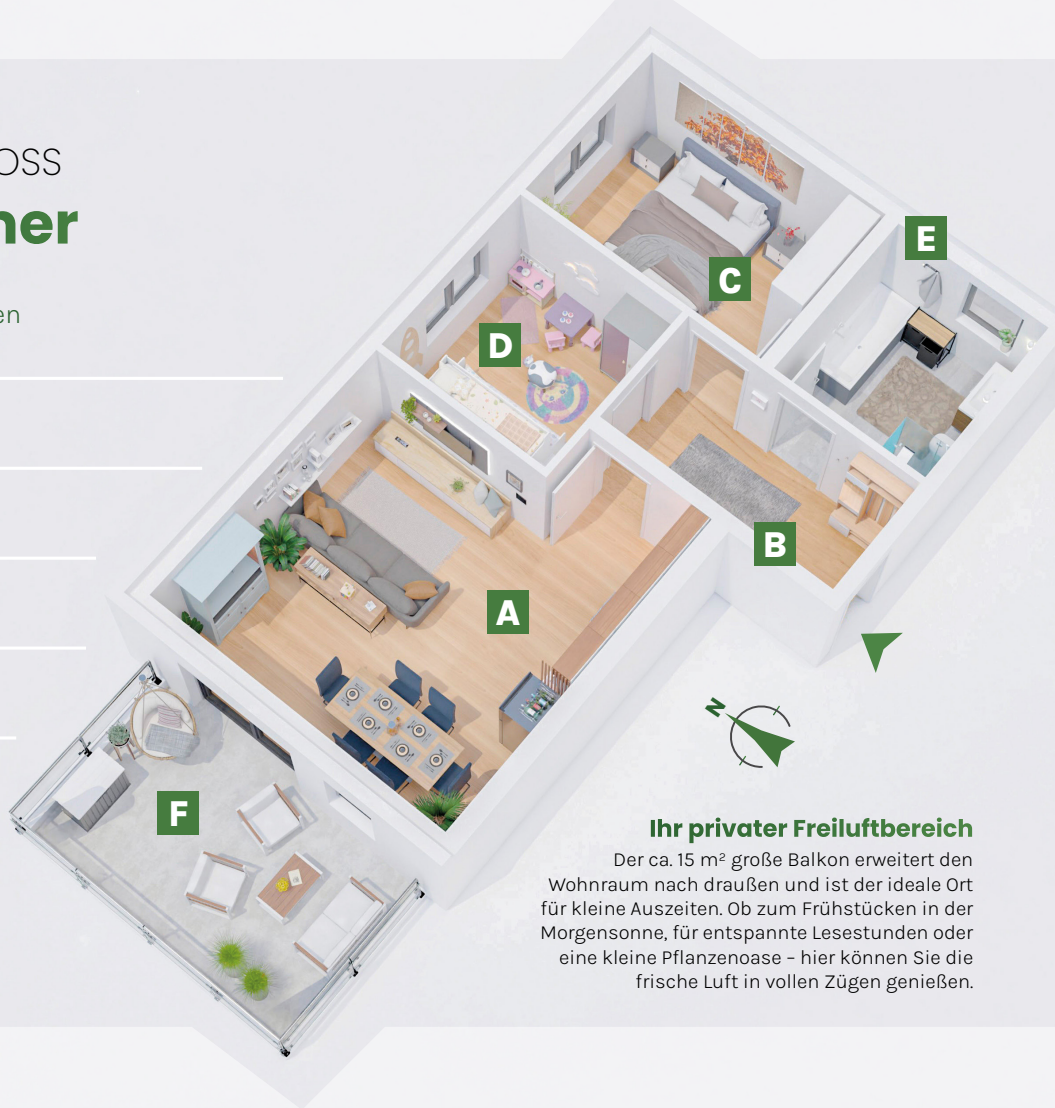 OSS
ner
en
E
C
D
B
A
N
F
Ihr privater Freiluftbereich
Der ca. 15 m² große Balkon erweitert den
Wohnraum nach draußen und ist der ideale Ort
für kleine Auszeiten. Ob zum Frühstücken in der
Morgensonne, für entspannte Lesestunden oder
eine kleine Pflanzenoase – hier können Sie die
frische Luft in vollen Zügen genießen.